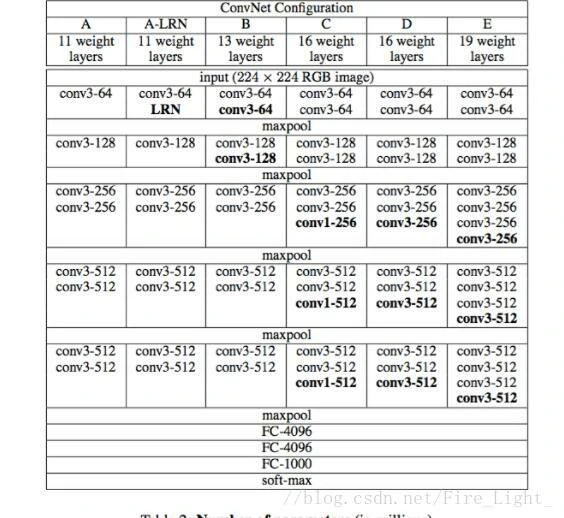 ConvNet Configuration
A A-LRN B C D E
11 weight 11 weight 13 weight 16 weight 16 weight 19 weight
layers layers layers layers layers layers
input (224 × 224 RGB image)
conv3-64 conv3-64 conv3-64 conv3-64 conv3-64 conv3-64
LRN conv3-64 conv3-64 conv3-64 conv3-64
maxpool
conv3-128 conv3-128 conv3-128 conv3-128 conv3-128 conv3-128
conv3-128 conv3-128 conv3-128 conv3-128
maxpool
conv3-256 conv3-256 conv3-256 conv3-256 conv3-256 conv3-256
conv3-256 conv3-256 conv3-256 conv3-256 conv3-256 conv3-256
conv1-256 conv3-256 conv3-256
conv3-256
maxpool
conv3-512 conv3-512 conv3-512 conv3-512 conv3-512 conv3-512
conv3-512 conv3-512 conv3-512 conv3-512 conv3-512 conv3-512
conv1-512 conv3-512 conv3-512
conv3-512
maxpool
conv3-512 conv3-512 conv3-512 conv3-512 conv3-512 conv3-512
conv3-512 conv3-512 conv3-512 conv3-512 conv3-512 conv3-512
conv1-512 conv3-512 conv3-512
conv3-512
maxpool
FC-4096
FC-4096
FC-1000
soft-max
//blog.csdn.net/Fire_Light_